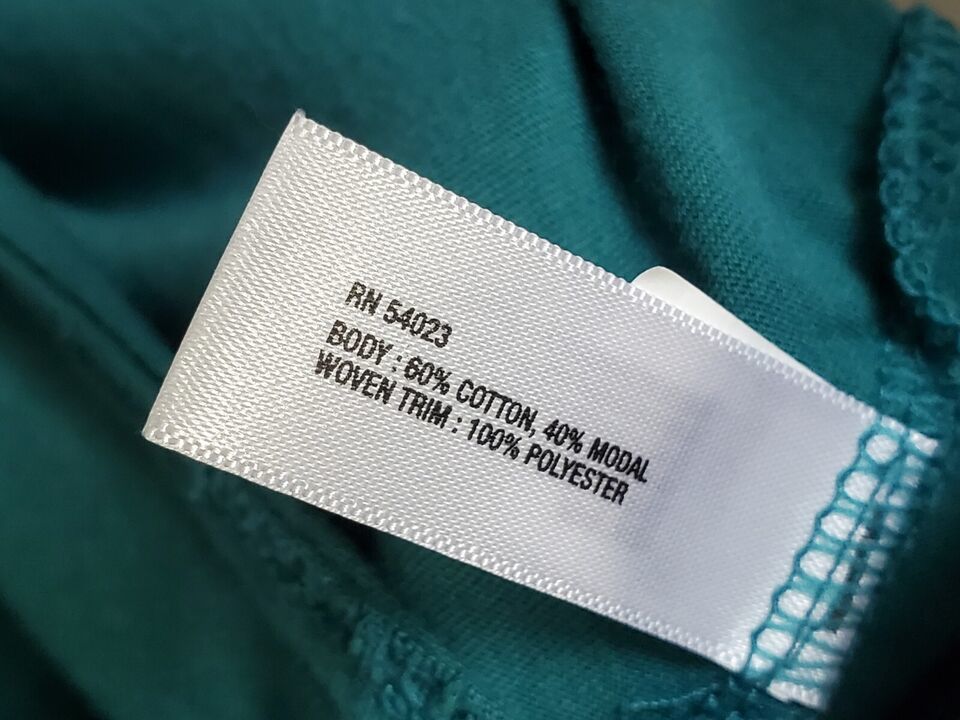 RN 54023
BODY : 60% COTTON, 40% MODAL
WOVEN TRIM : 100% POLYESTER